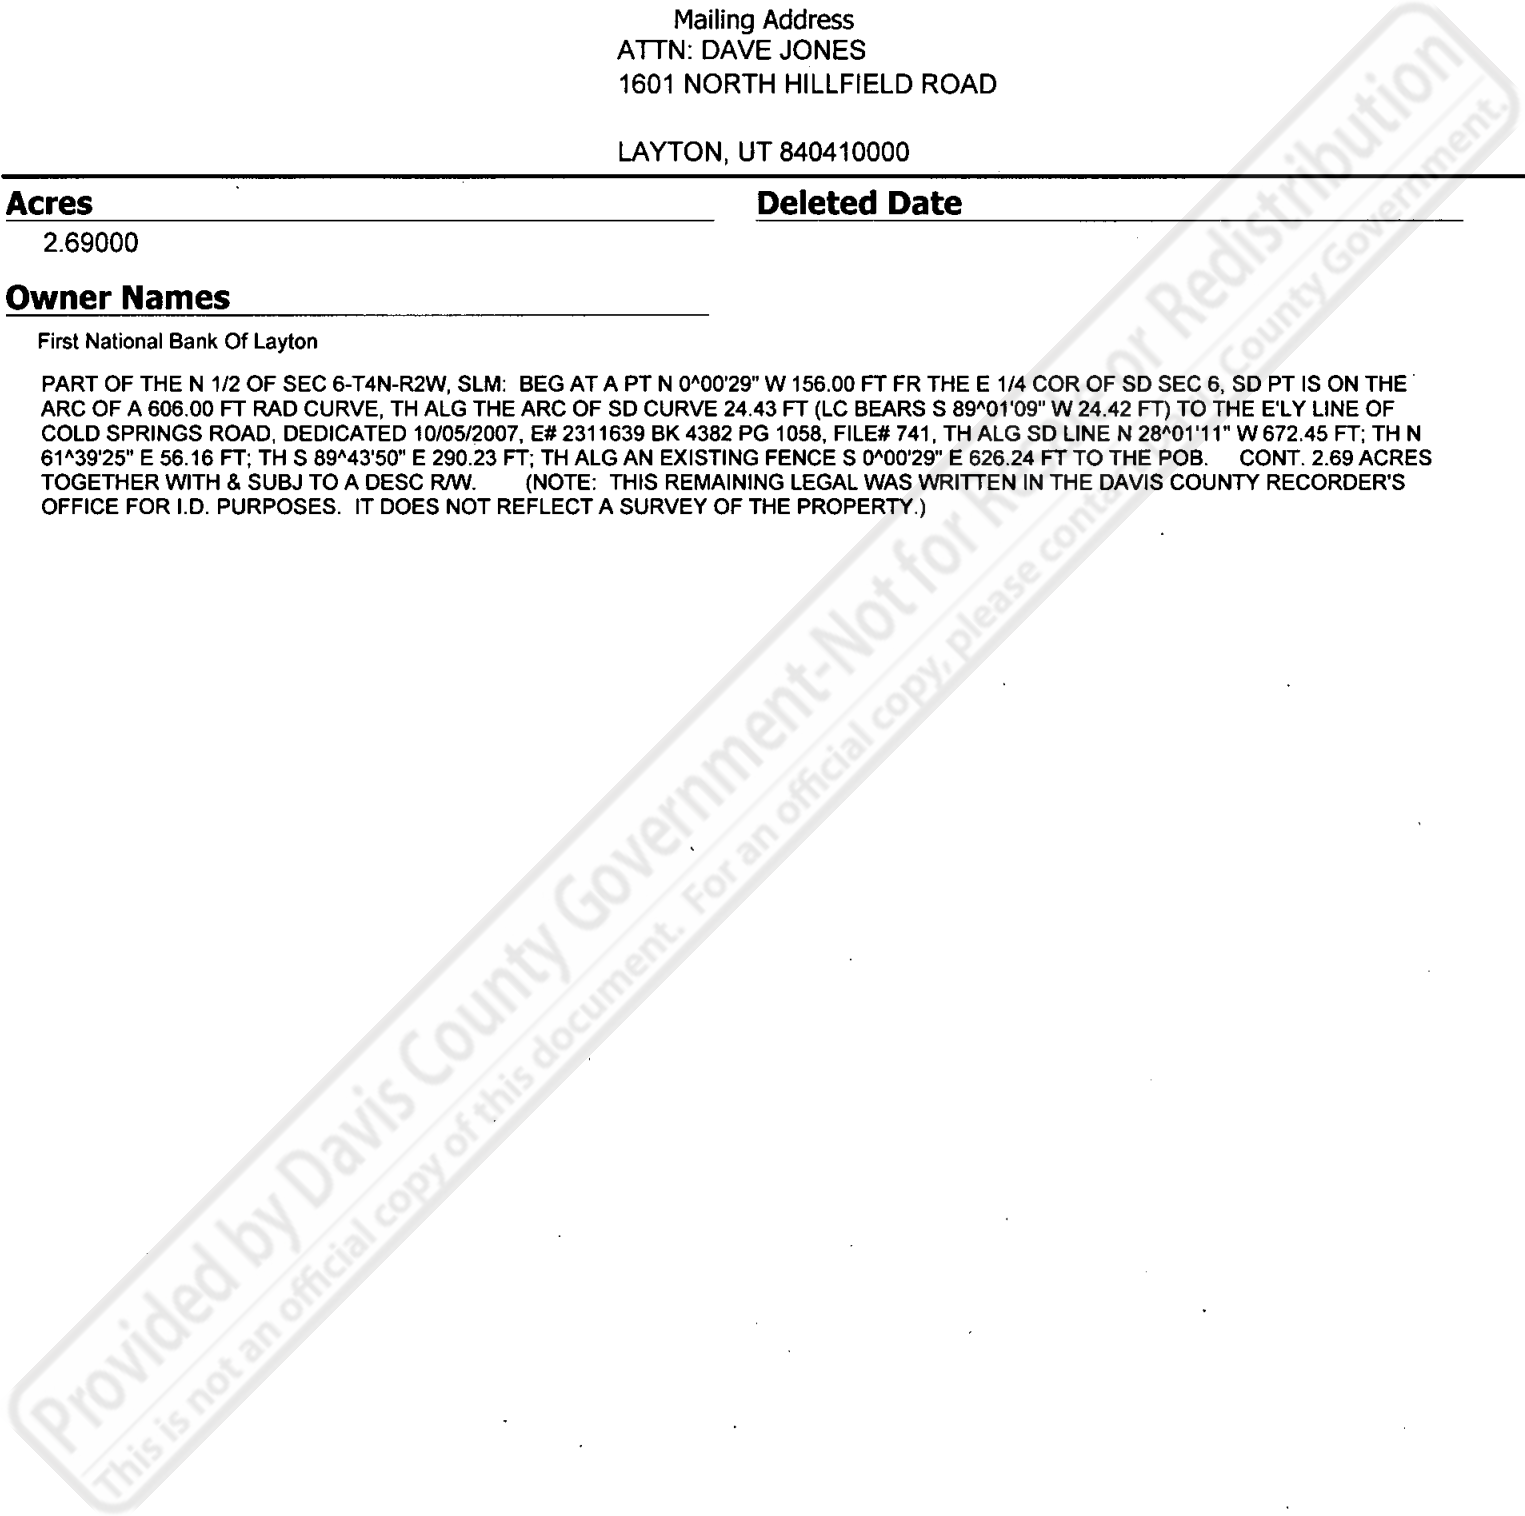 Mailing Address
ATTN: DAVE JONES
1601 NORTH HILLFIELD ROAD
LAYTON, UT 840410000
Acres
Deleted Date
2.69000
Owner Names
First National Bank Of Layton
PART OF THE N 1/2 OF SEC 6-T4N-R2W, SLM: BEG AT A PT N 0^00'29" W 156.00 FT FR THE E 1/4 COR OF SD SEC 6, SD PT IS ON THE
ARC OF A 606.00 FT RAD CURVE, TH ALG THE ARC OF SD CURVE 24.43 FT (LC BEARS S 89^01'09" W 24.42 FT) TO THE E'LY LINE OF
COLD SPRINGS ROAD, DEDICATED 10/05/2007, E# 2311639 BK 4382 PG 1058, FILE# 741, TH ALG SD LINE N 28^01'11" W 672.45 FT; TH N
61^39'25" E 56.16 FT; TH S 89^43'50" E 290.23 FT; TH ALG AN EXISTING FENCE S 0^00'29" E 626.24 FT TO THE POB. CONT. 2.69 ACRES
TOGETHER WITH & SUBJ TO A DESC R/W. (NOTE: THIS REMAINING LEGAL WAS WRITTEN IN THE DAVIS COUNTY RECORDER'S
OFFICE FOR I.D. PURPOSES. IT DOES NOT REFLECT A SURVEY OF THE PROPERTY.)
Provided by Davis County Government-Not for Resale or Redistribution
This is not an official copy of this document. For an official copy, please contact Davis County Government.